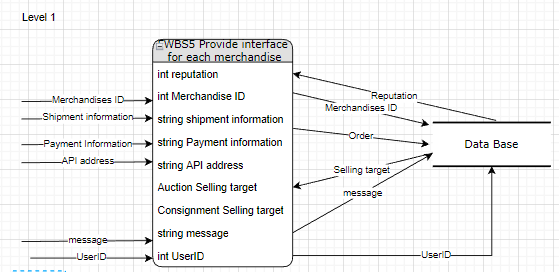 Level 1
WBS5 Provide interface
for each merchandise
int reputation
int Merchandise ID
string shipment information
string Payment information
string API address
Auction Selling target
Consignment Selling target
string message
int UserID
Merchandises ID
Shipment information
Payment Information
API address
message
UserID
Reputation
Merchandises ID
Order
Selling target
message
UserID
Data Base